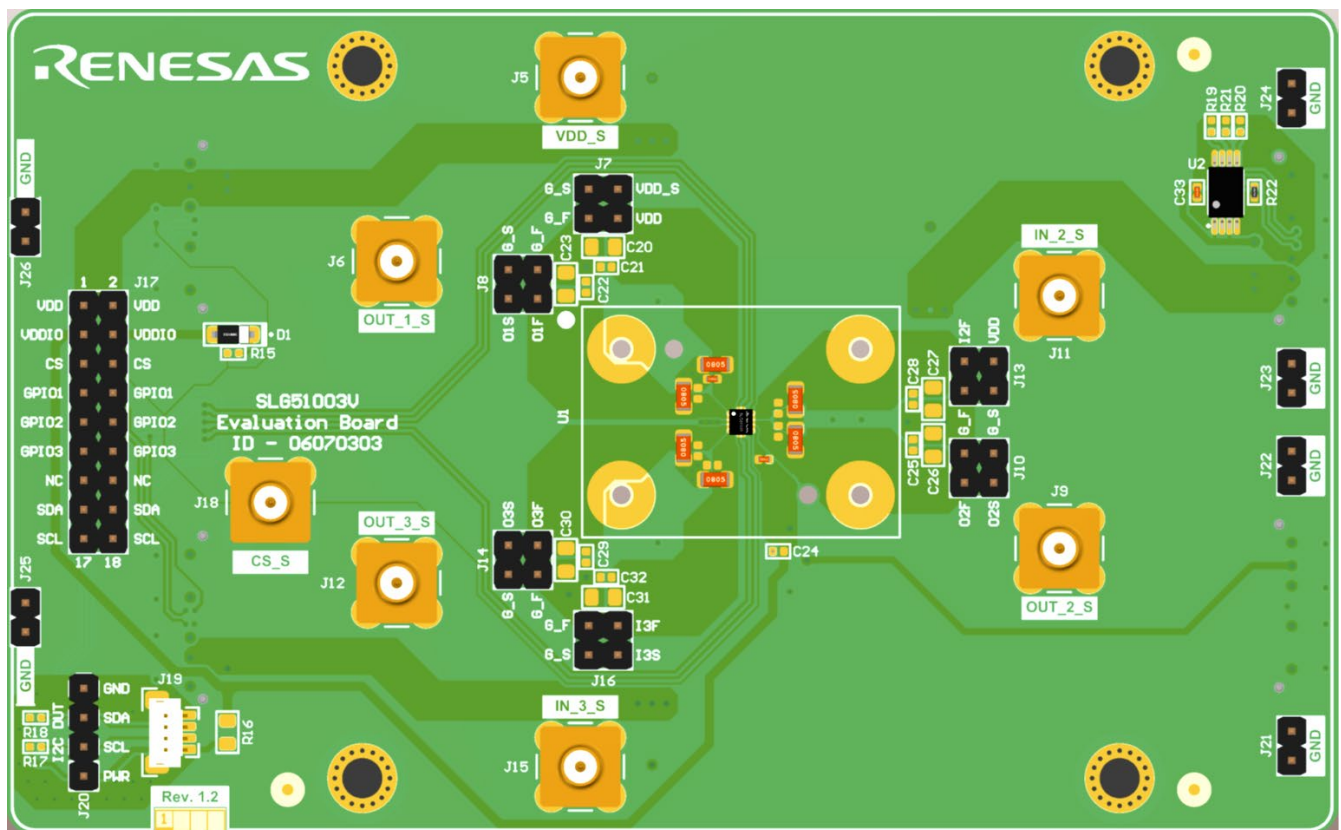 RENESAS
J5
VDD_S
J7
G_S
VDD_S
G_F
VDD
C20
C21
C23
C22
G_S
G_F
J8
O1S
O1F
J6
OUT_1_S
GND
J26
1 2 J17
VDD VDD
VDDIO VDDIO
CS CS
GPIO1 GPIO1
GPIO2 GPIO2
GPIO3 GPIO3
NC NC
SDA SDA
SCL SCL
17 18
D1
R15
SLG51003V
Evaluation Board
ID - 06070303
J18
CS_S
OUT_3_S
J12
U1
0805
0805
0805
0805
0805
0805
R19
R21
R20
U2
C33
R22
J24
GND
IN_2_S
J11
I2F
VDD
J13
G_F
G_S
C28
C27
C25
C26
J10
O2F
O2S
J9
OUT_2_S
J23
GND
J22
GND
C24
O3S
O3F
J14
G_S
G_F
C30
C29
C32
C31
G_F
I3F
G_S
I3S
J16
IN_3_S
J15
J25
GND
J19
GND
SDA
SCL
PWR
I2C DUT
R18
R17
J20
R16
Rev. 1.2
1
J21
GND